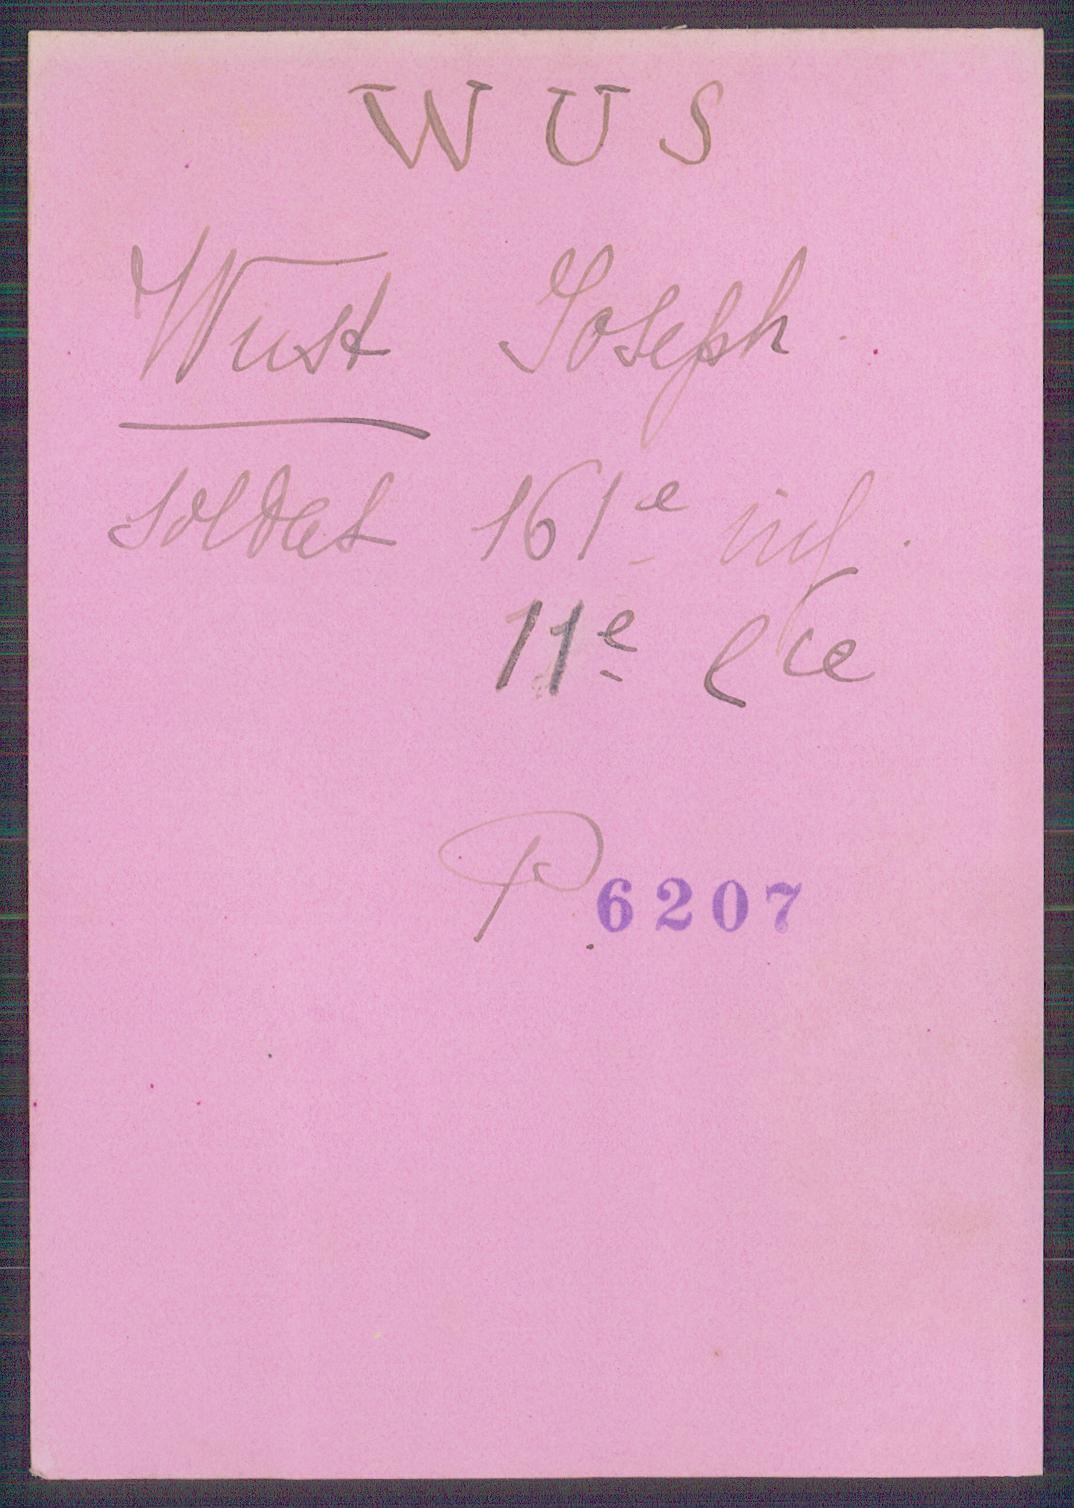 WUS
Wust Joseph
soldat 161e inf.
11e Cie
P 6207